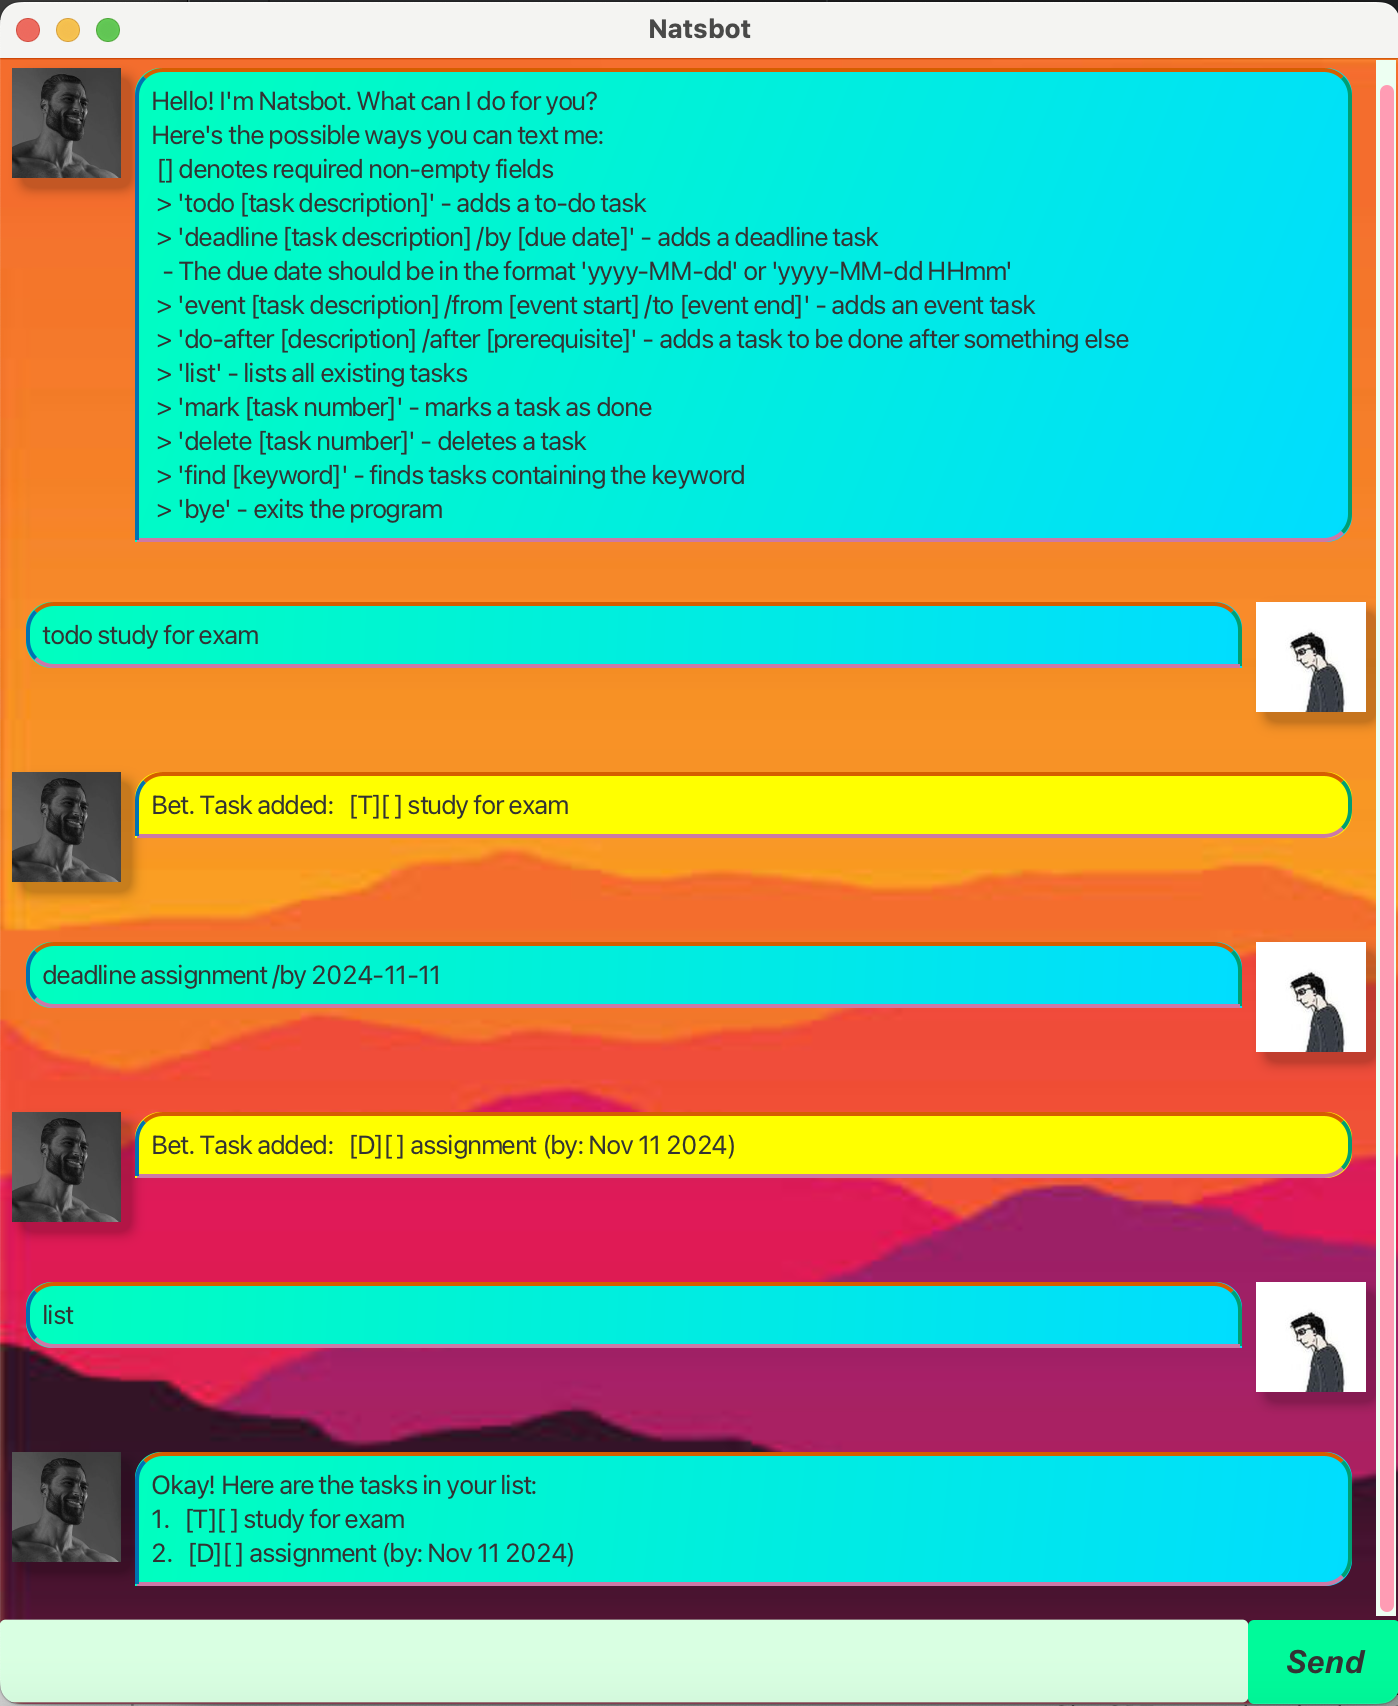 Natsbot
Hello! I'm Natsbot. What can I do for you?
Here's the possible ways you can text me:
[] denotes required non-empty fields
> 'todo [task description]' - adds a to-do task
> 'deadline [task description] /by [due date]' - adds a deadline task
- The due date should be in the format 'yyyy-MM-dd' or 'yyyy-MM-dd HHmm'
> 'event [task description] /from [event start] /to [event end]' - adds an event task
> 'do-after [description] /after [prerequisite]' - adds a task to be done after something else
> 'list' - lists all existing tasks
> 'mark [task number]' - marks a task as done
> 'delete [task number]' - deletes a task
> 'find [keyword]' - finds tasks containing the keyword
> 'bye' - exits the program
todo study for exam
Bet. Task added:  [T][ ] study for exam
deadline assignment /by 2024-11-11
Bet. Task added:  [D][ ] assignment (by: Nov 11 2024)
list
Okay! Here are the tasks in your list:
1.  [T][ ] study for exam
2.  [D][ ] assignment (by: Nov 11 2024)
Send